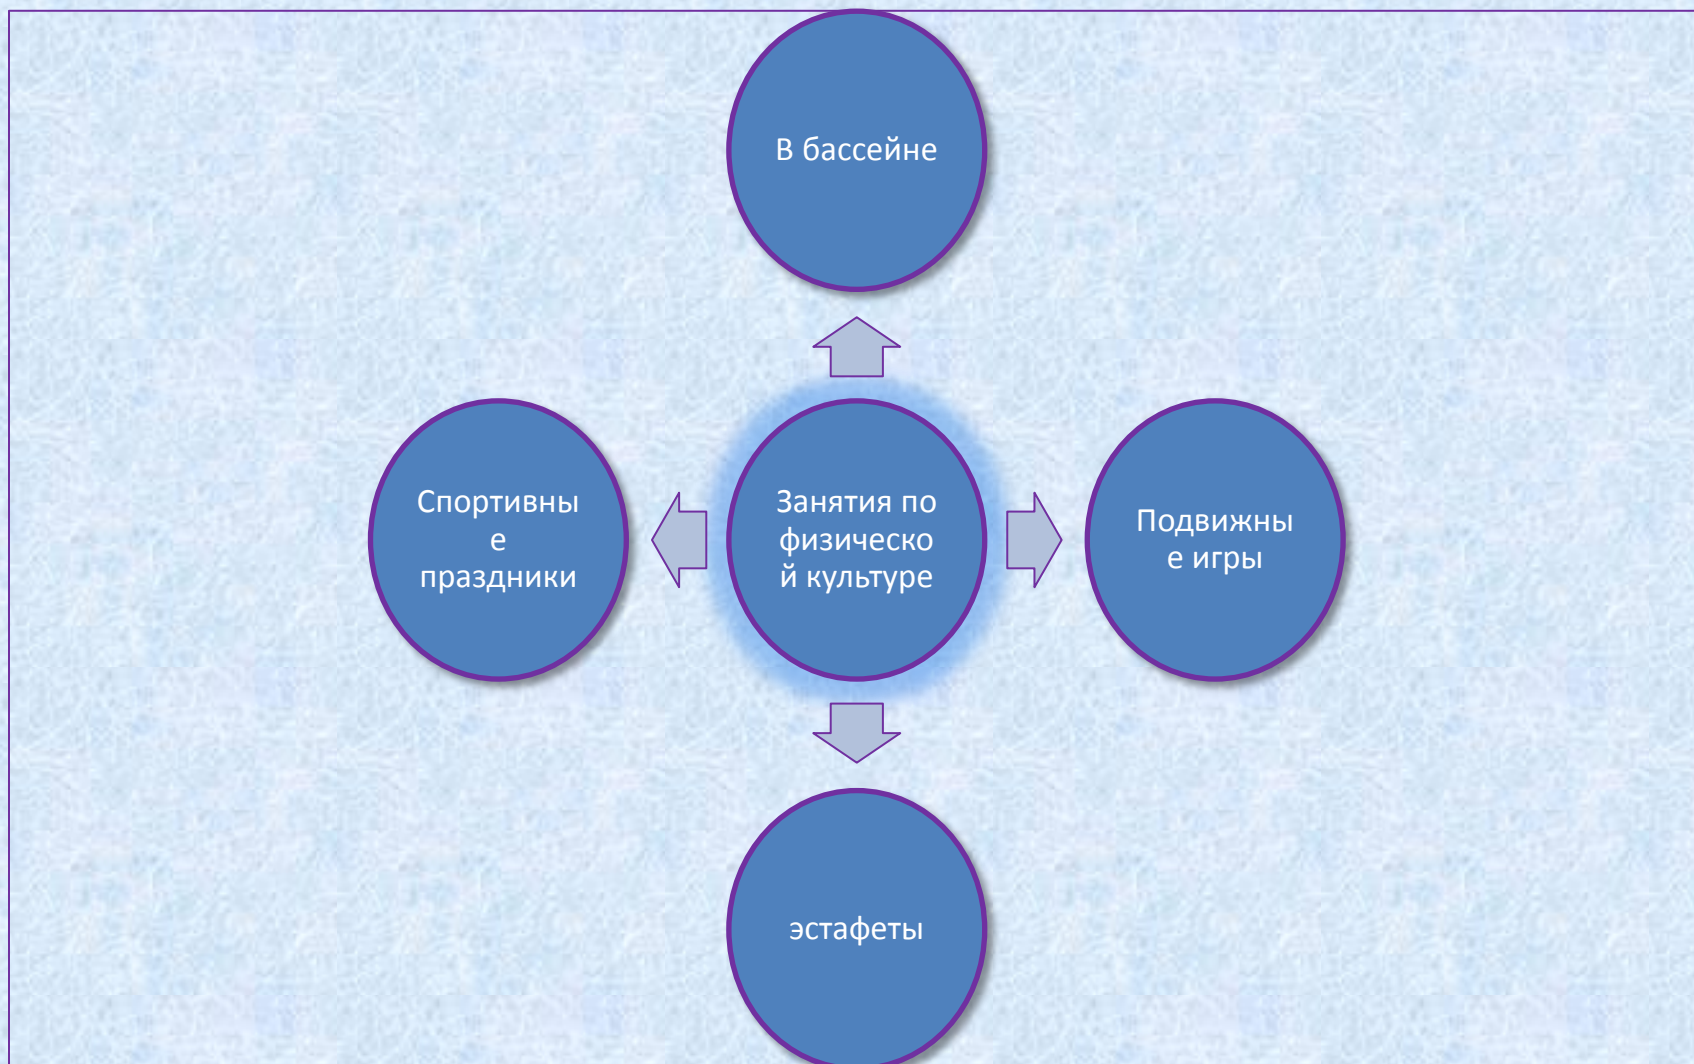 В бассейне
Спортивны
е
праздники
Занятия по
физическо
й культуре
Подвижны
е игры
эстафеты